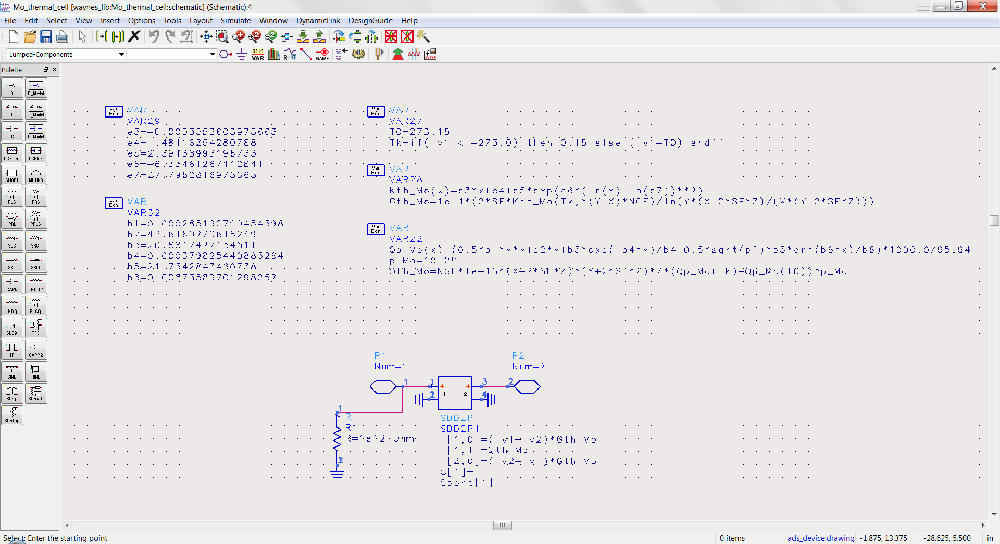 Mo_thermal_cell [waynes_lib:Mo_thermal_cell:schematic] (Schematic):4
File Edit Select View Insert Options Tools Layout Simulate Window DynamicLink DesignGuide Help
Lumped-Components
0110
VAR
R=17
NAME
Palette
R R_Model
L L_Model
C C_Model
DCFeed DCBlck
SHORT MUTIND
PLC PRC
PRL PRLC
SLC SRC
SRL SRLC
CAPQ INDQ2
INDQ PLCQ
SLCQ TF3
TF CAPP2
CIND RIND
Xferp Xferuth
Xfertap
Var
Eqn
VAR
VAR29
e3=-0.0003553603975663
e4=1.48116254280788
e5=2.39138993196733
e6=-6.33461267112841
e7=27.7962816975565
Var
Eqn
VAR
VAR32
b1=0.000285192799454398
b2=42.6160270615249
b3=20.8817427154511
b4=0.000379825440883264
b5=21.7342843460738
b6=0.00873589701298252
Var
Eqn
VAR
VAR27
T0=273.15
Tk=if(_v1 < -273.0) then 0.15 else (_v1+T0) endif
Var
Eqn
VAR
VAR28
Kth_Mo(x)=e3*x+e4+e5*exp(e6*(ln(x)-ln(e7))**2)
Gth_Mo=1e-4*(2*SF*Kth_Mo(Tk)*(Y-X)*NGF)/ln(Y*(X+2*SF*Z)/(X*(Y+2*SF*Z)))
Var
Eqn
VAR
VAR22
Qp_Mo(x)=(0.5*b1*x*x+b2*x+b3*exp(-b4*x)/b4-0.5*sqrt(pi)*b5*erf(b6*x)/b6)*1000.0/95.94
p_Mo=10.28
Qth_Mo=NGF*1e-15*(X+2*SF*Z)*(Y+2*SF*Z)*Z*(Qp_Mo(Tk)-Qp_Mo(T0))*p_Mo
P1
Num=1
P2
Num=2
1 1 3 2
1 2
1
R
R1
R=1e12 Ohm
SDD2P
SDD2P1
I[1,0]=(_v1-_v2)*Gth_Mo
I[1,1]=Qth_Mo
I[2,0]=(_v2-_v1)*Gth_Mo
C[1]=
Cport[1]=
Select: Enter the starting point
0 items
ads_device:drawing
-1.875, 13.375
-28.625, 5.500
in